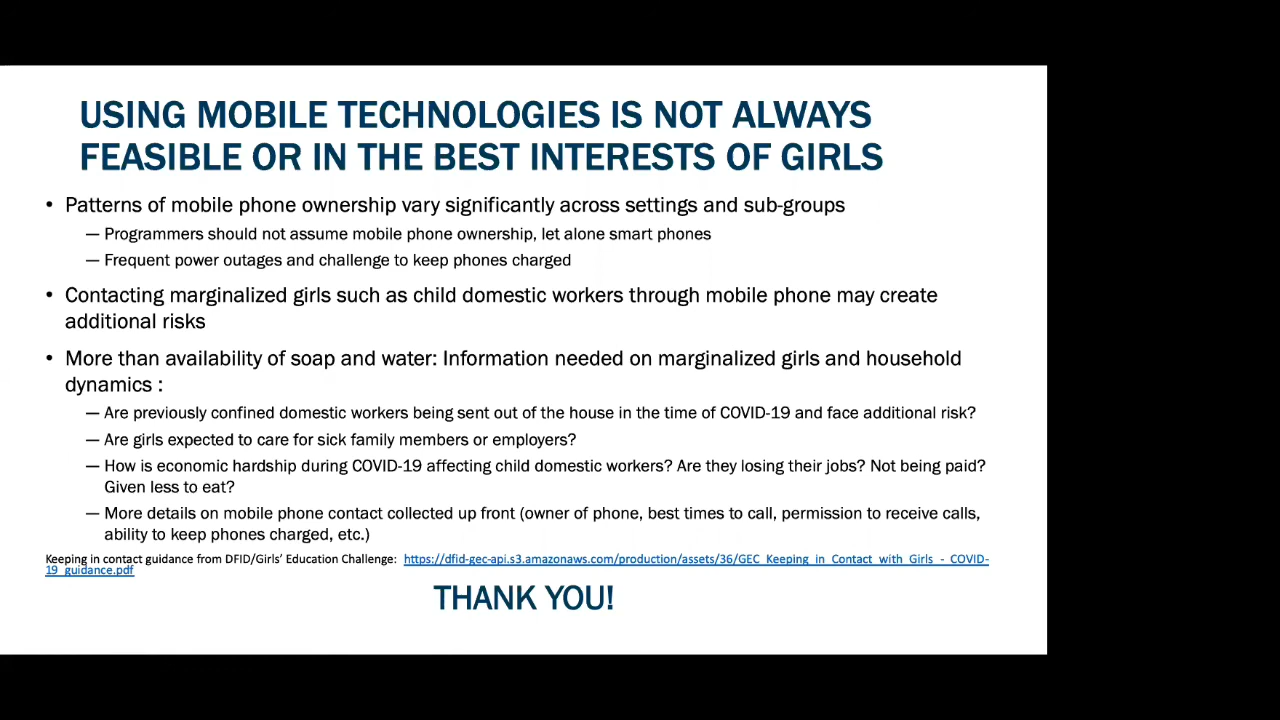 USING MOBILE TECHNOLOGIES IS NOT ALWAYS
FEASIBLE OR IN THE BEST INTERESTS OF GIRLS
• Patterns of mobile phone ownership vary significantly across settings and sub-groups
— Programmers should not assume mobile phone ownership, let alone smart phones
— Frequent power outages and challenge to keep phones charged
• Contacting marginalized girls such as child domestic workers through mobile phone may create
additional risks
• More than availability of soap and water: Information needed on marginalized girls and household
dynamics :
— Are previously confined domestic workers being sent out of the house in the time of COVID-19 and face additional risk?
— Are girls expected to care for sick family members or employers?
— How is economic hardship during COVID-19 affecting child domestic workers? Are they losing their jobs? Not being paid?
Given less to eat?
— More details on mobile phone contact collected up front (owner of phone, best times to call, permission to receive calls,
ability to keep phones charged, etc.)
Keeping in contact guidance from DFID/Girls’ Education Challenge: https://dfid-gec-api.s3.amazonaws.com/production/assets/36/GEC_Keeping_in_Contact_with_Girls_-_COVID-
19_guidance.pdf
THANK YOU!